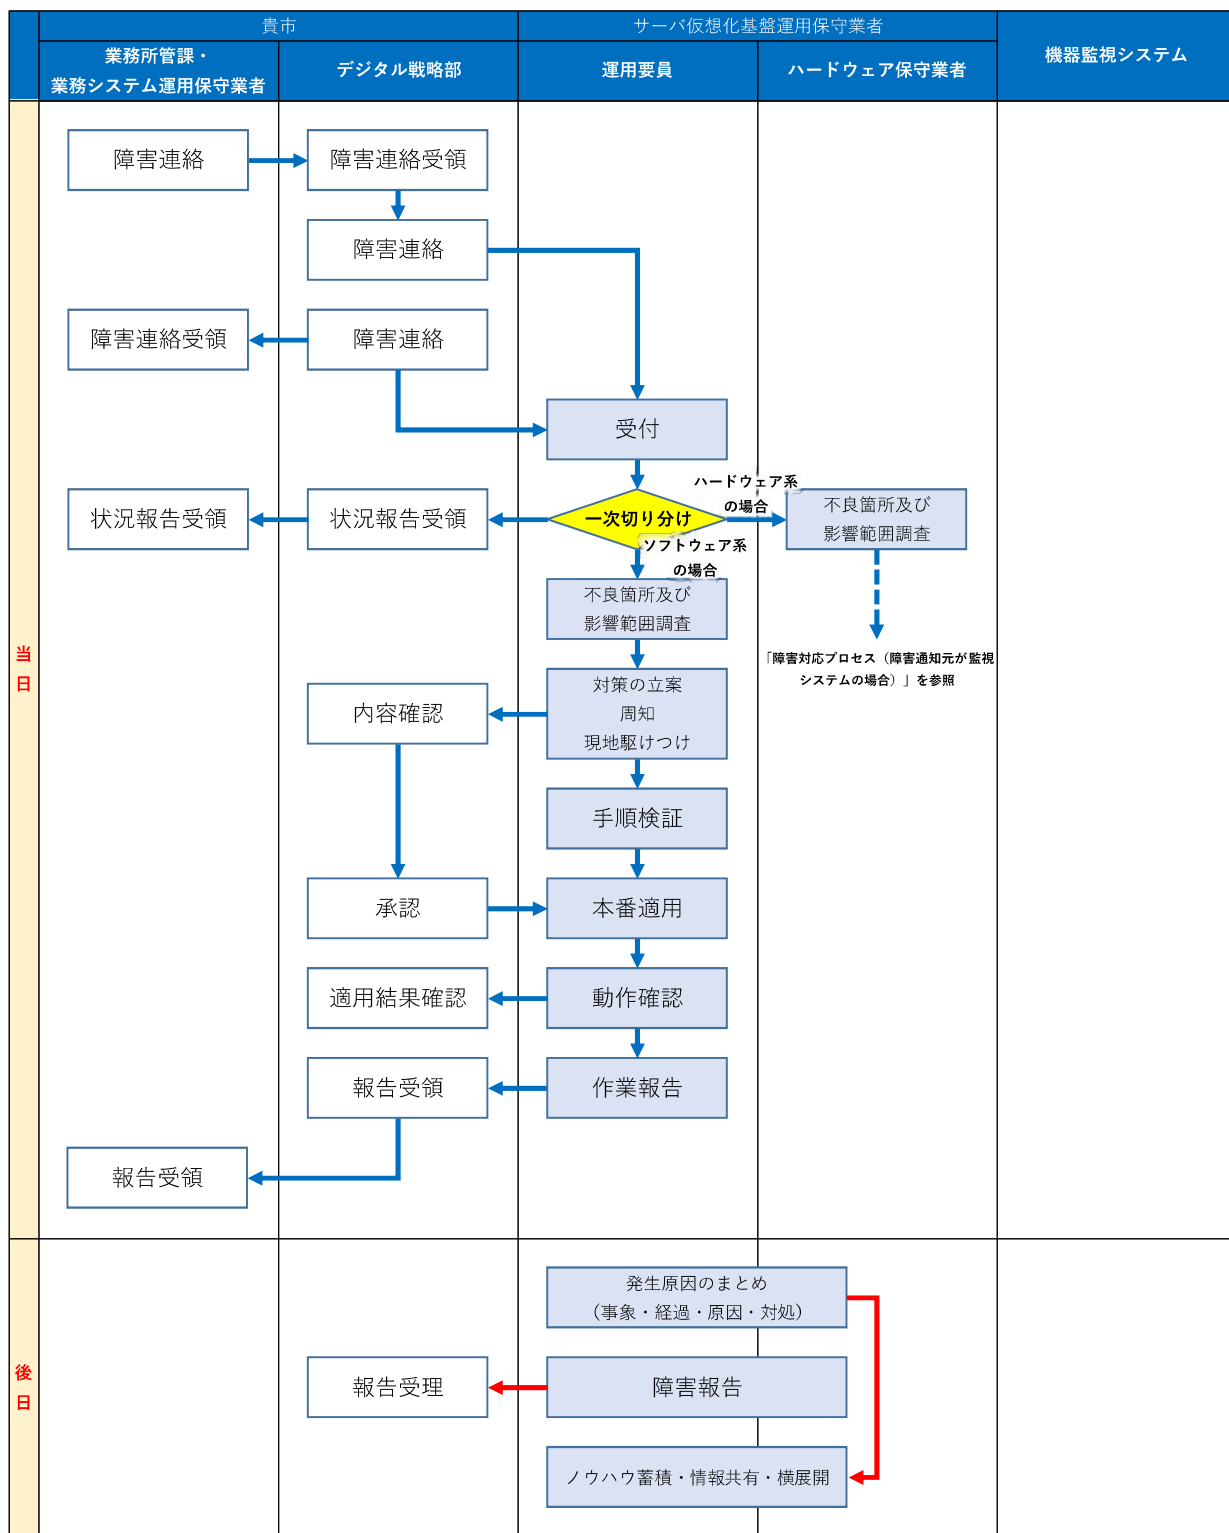 貴市
サーバ仮想化基盤運用保守業者
機器監視システム
業務所管課・
業務システム運用保守業者
デジタル戦略部
運用要員
ハードウェア保守業者
当
日
障害連絡
障害連絡受領
障害連絡
障害連絡受領
障害連絡
受付
状況報告受領
状況報告受領
一次切り分け
ハードウェア系
の場合
不良箇所及び
影響範囲調査
ソフトウェア系
の場合
不良箇所及び
影響範囲調査
「障害対応プロセス（障害通知元が監視
システムの場合）」を参照
内容確認
対策の立案
周知
現地駆けつけ
手順検証
承認
本番適用
適用結果確認
動作確認
報告受領
作業報告
報告受領
後
日
発生原因のまとめ
（事象・経過・原因・対処）
報告受理
障害報告
ノウハウ蓄積・情報共有・横展開